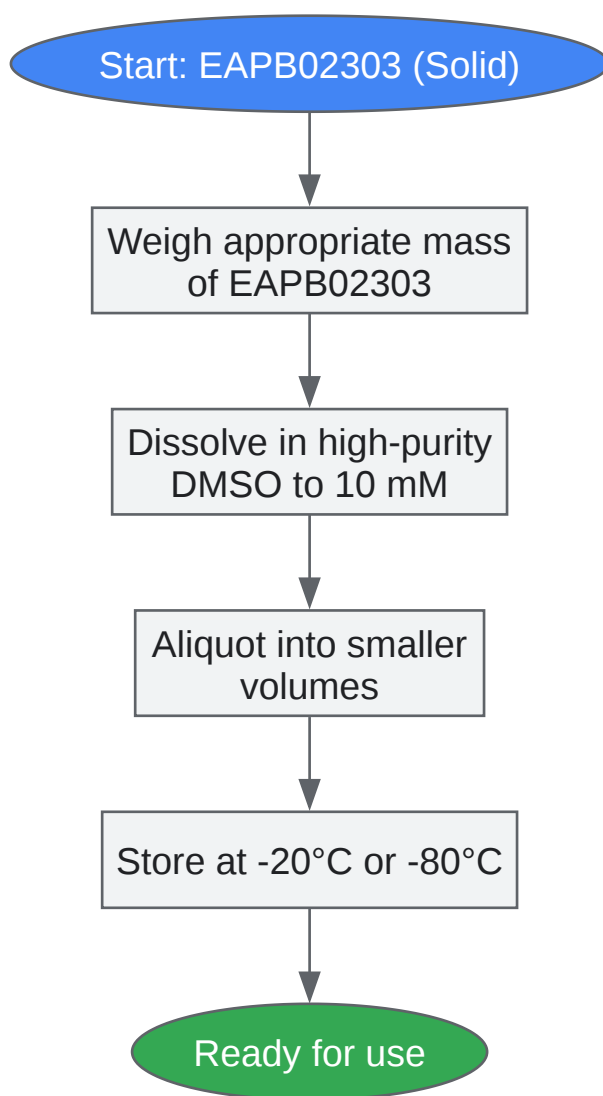 Start: EAPB02303 (Solid)
Weigh appropriate mass
of EAPB02303
Dissolve in high-purity
DMSO to 10 mM
Aliquot into smaller
volumes
Store at -20°C or -80°C
Ready for use